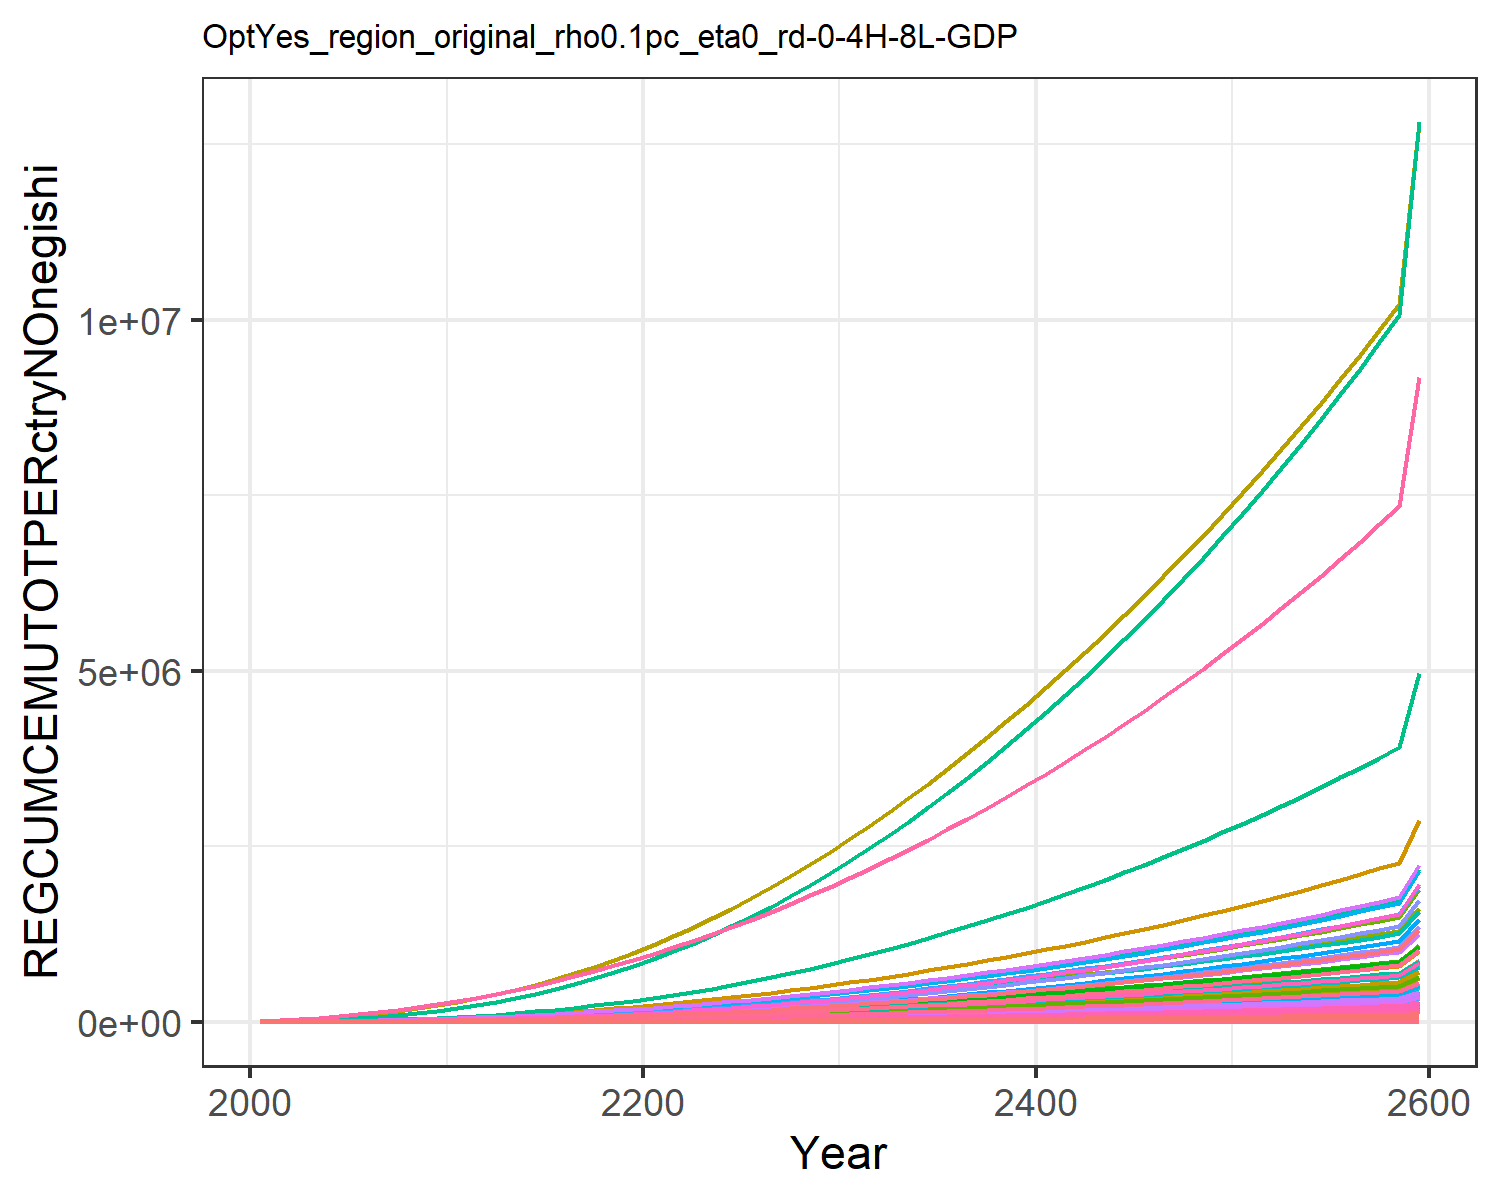 OptYes_region_original_rho0.1pc_eta0_rd-0-4H-8L-GDP
REGCUMCEMUTOTPERctryNOnegishi
1e+07
5e+06
0e+00
2000 2200 2400 2600
Year